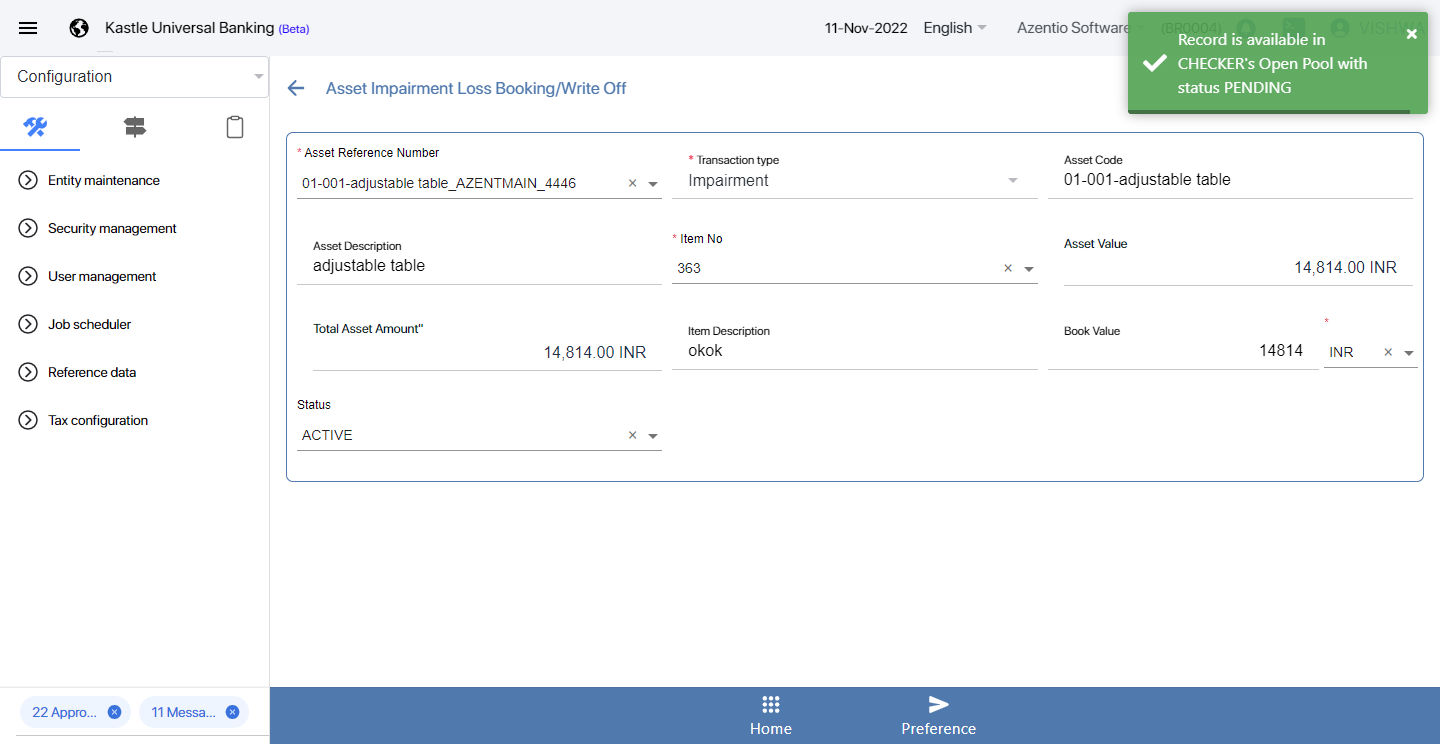 Kastle Universal Banking (Beta)
11-Nov-2022
English
Azentio Software
(BR0004)
VISHWA
Record is available in
CHECKER's Open Pool with
status PENDING
Configuration
Asset Impairment Loss Booking/Write Off
Entity maintenance
Security management
User management
Job scheduler
Reference data
Tax configuration
* Asset Reference Number
01-001-adjustable table_AZENTMAIN_4446
* Transaction type
Impairment
Asset Code
01-001-adjustable table
Asset Description
adjustable table
* Item No
363
Asset Value
14,814.00 INR
Total Asset Amount"
14,814.00 INR
Item Description
okok
Book Value
14814
*
INR
Status
ACTIVE
22 Appro...
11 Messa...
Home
Preference